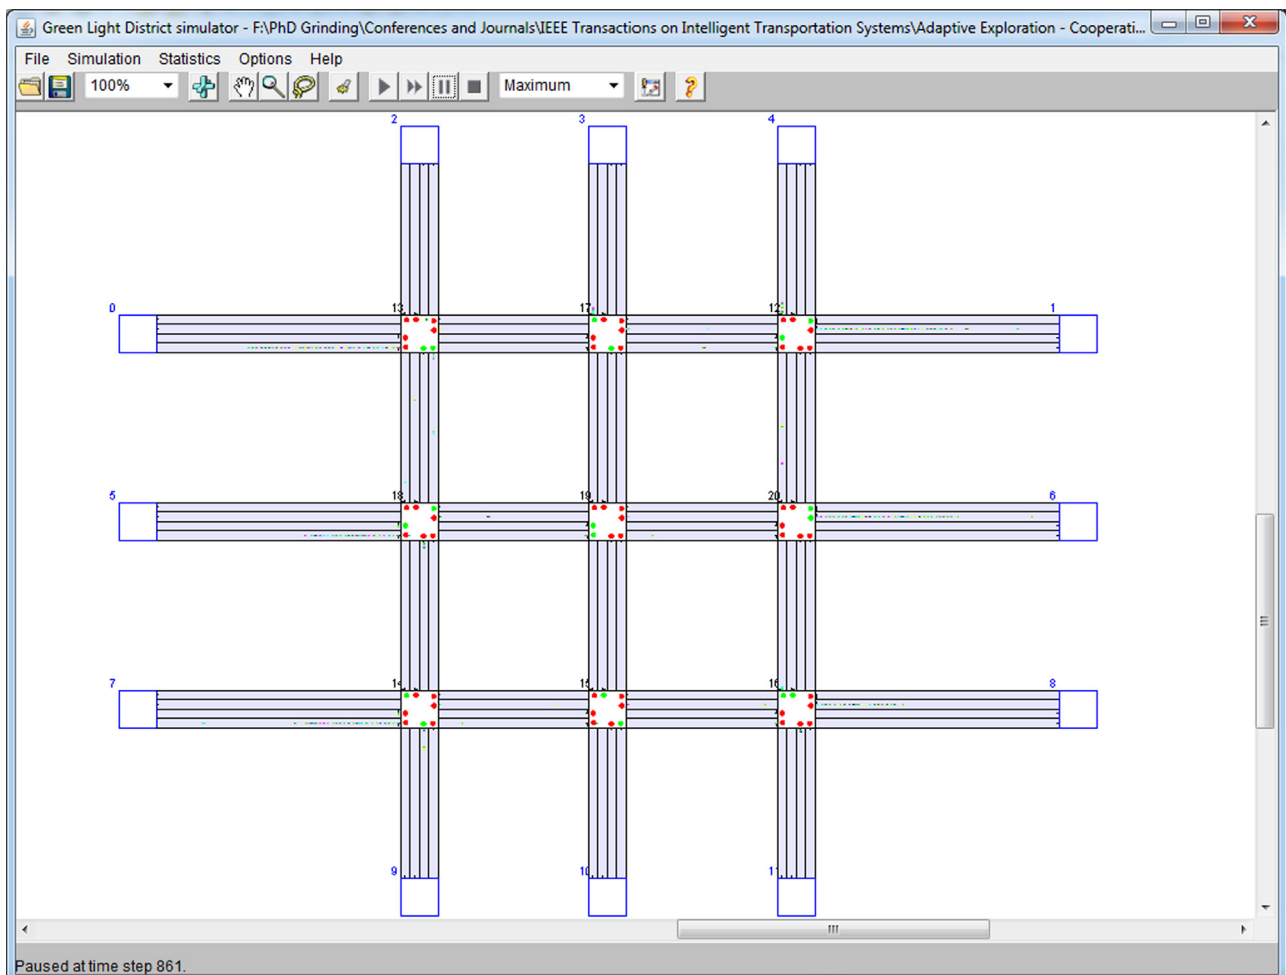 Green Light District simulator - F:\PhD Grinding\Conferences and Journals\IEEE Transactions on Intelligent Transportation Systems\Adaptive Exploration - Cooperati...
File Simulation Statistics Options Help
100% Maximum
2 3 4
0 13 17 12 1
5 18 19 20 6
7 14 15 16 8
9 10 11
Paused at time step 861.